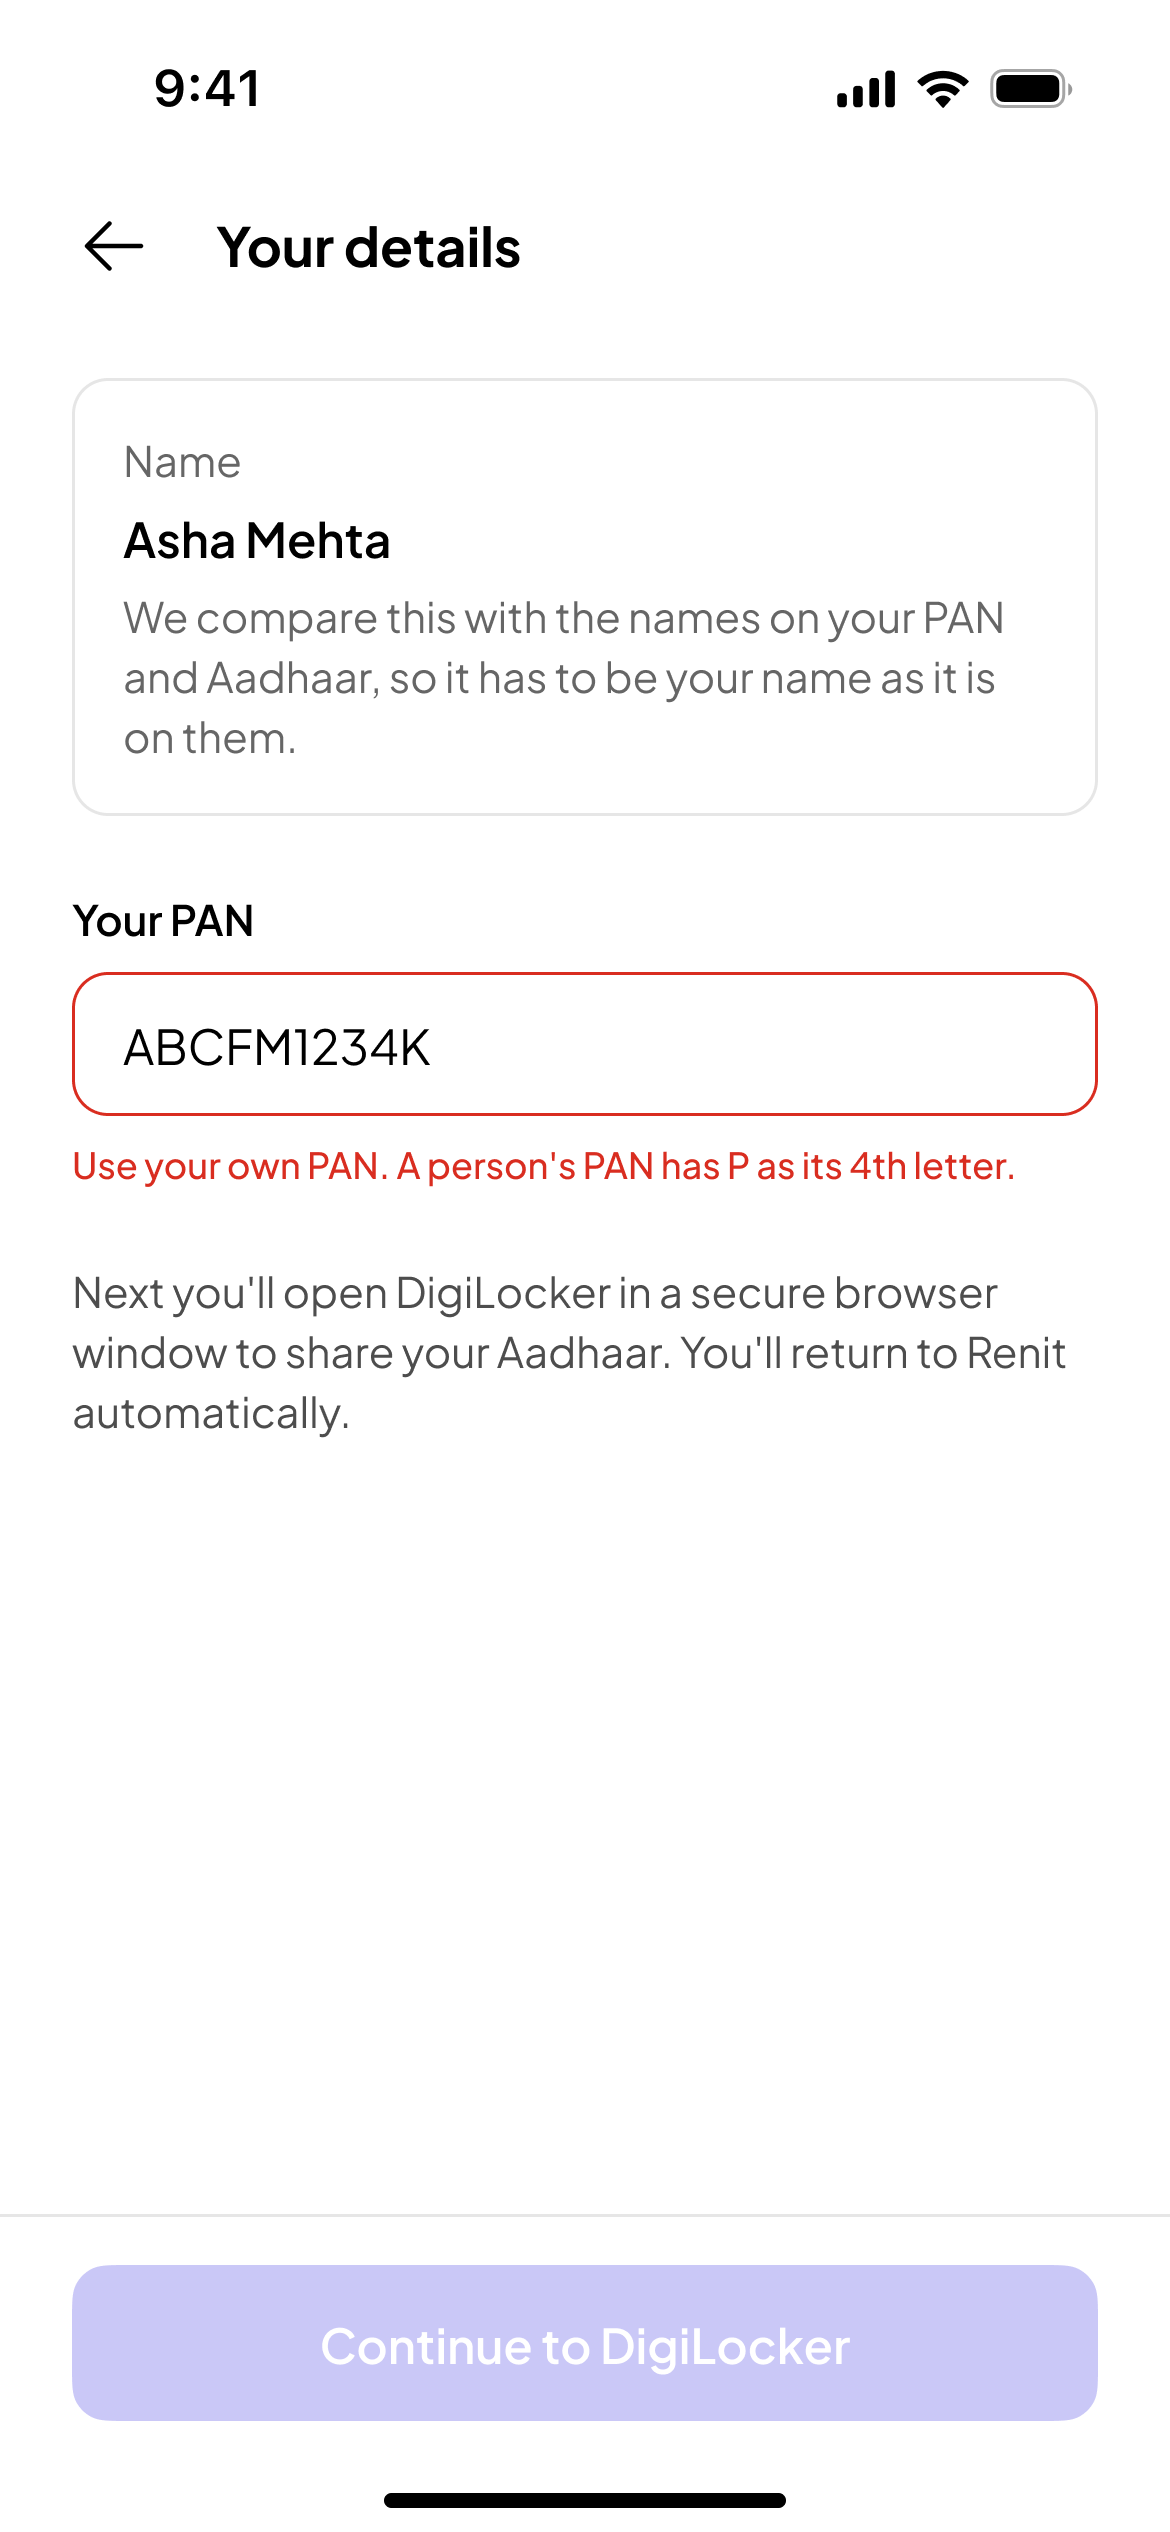 9:41
Your details
Name
Asha Mehta
We compare this with the names on your PAN
and Aadhaar, so it has to be your name as it is
on them.
Your PAN
ABCFM1234K
Use your own PAN. A person's PAN has P as its 4th letter.
Next you'll open DigiLocker in a secure browser
window to share your Aadhaar. You'll return to Renit
automatically.
Continue to DigiLocker